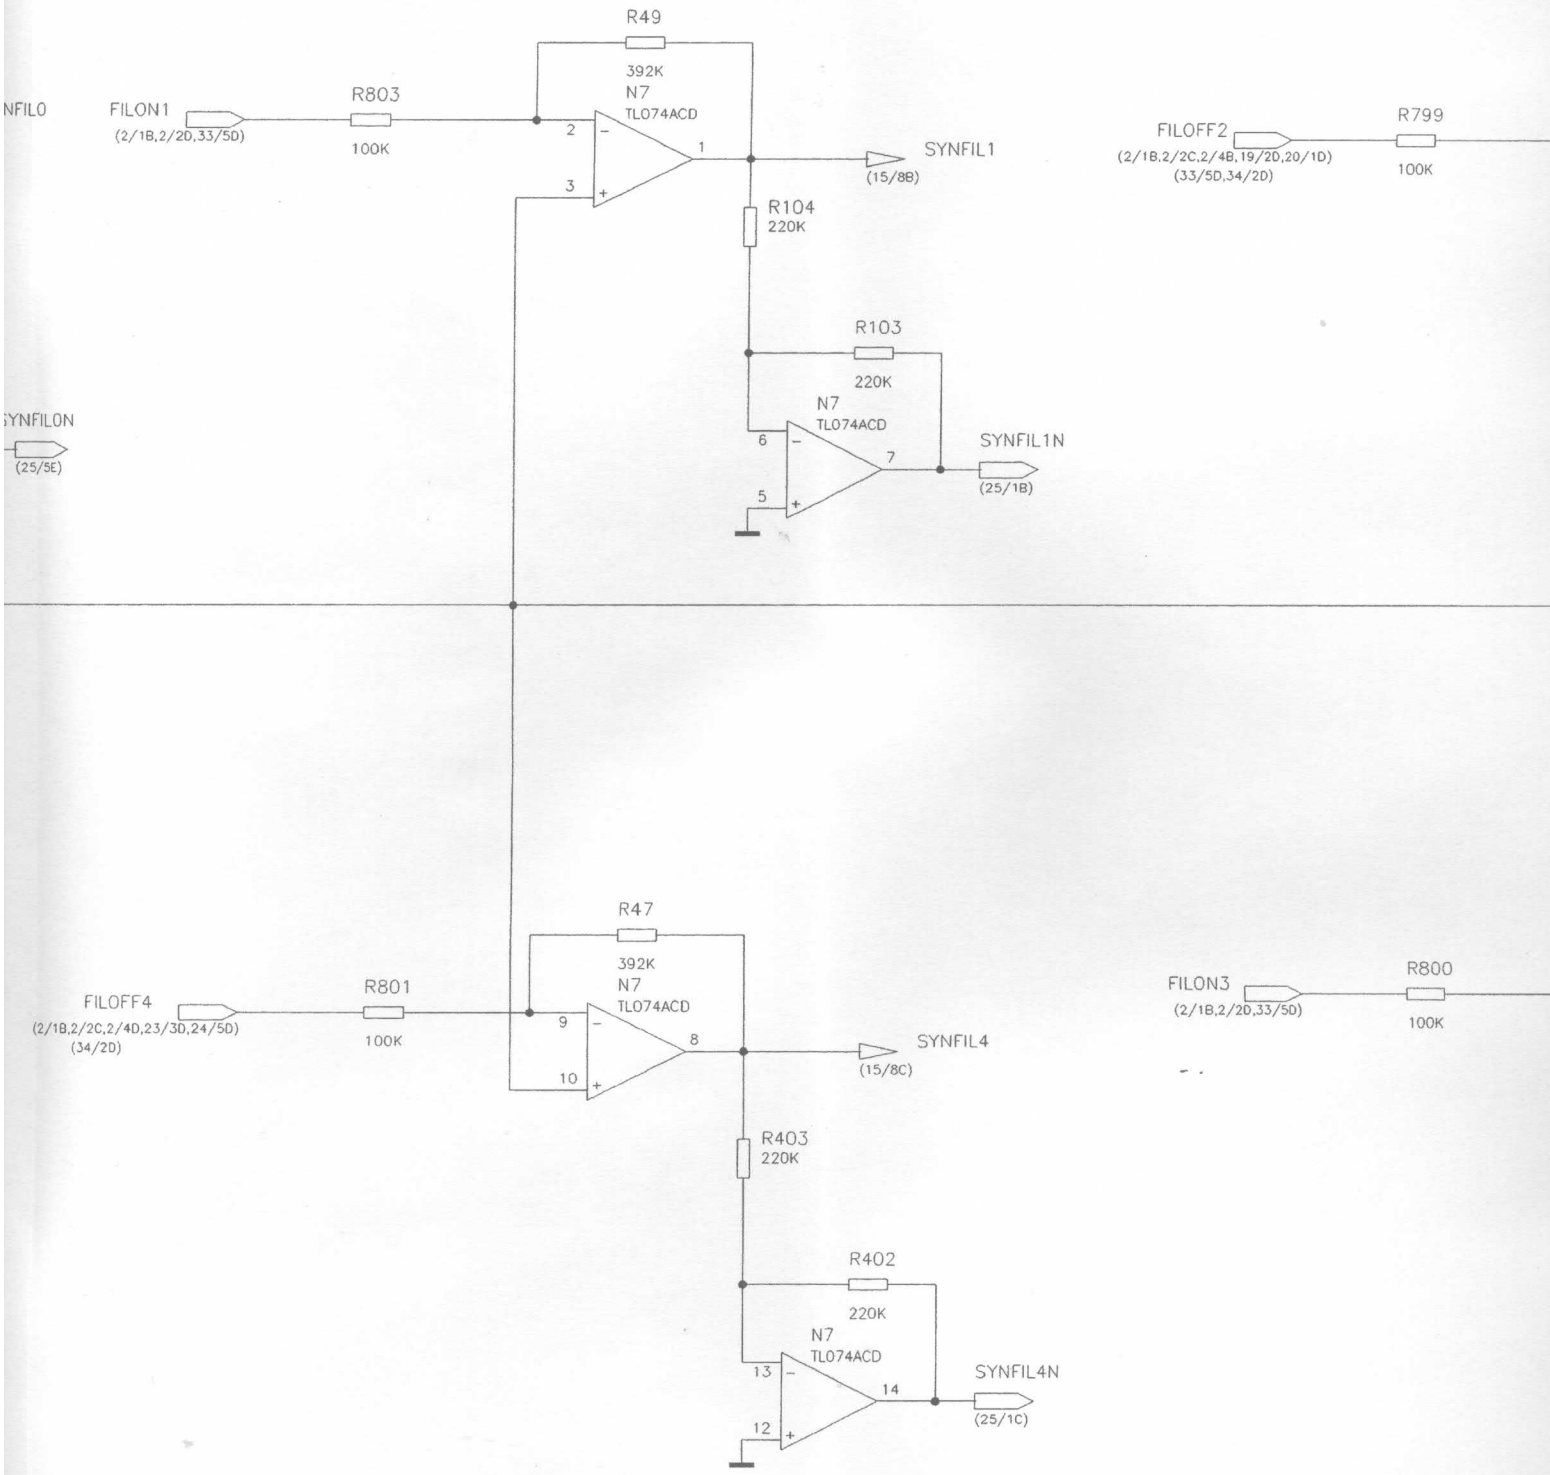 R49
392K
N7
TL074ACD
NFIL0
FILON1
(2/1B,2/2D,33/5D)
R803
100K
2
3
1
SYNFIL1
(15/8B)
FILOFF2
(2/1B,2/2C,2/4B,19/2D,20/1D)
(33/5D,34/2D)
R799
100K
R104
220K
R103
220K
N7
TL074ACD
6
5
7
SYNFIL1N
(25/1B)
SYNFIL0N
(25/5E)
R47
392K
N7
TL074ACD
FILOFF4
(2/1B,2/2C,2/4D,23/3D,24/5D)
(34/2D)
R801
100K
9
10
8
SYNFIL4
(15/8C)
FILON3
(2/1B,2/2D,33/5D)
R800
100K
R403
220K
R402
220K
N7
TL074ACD
13
12
14
SYNFIL4N
(25/1C)